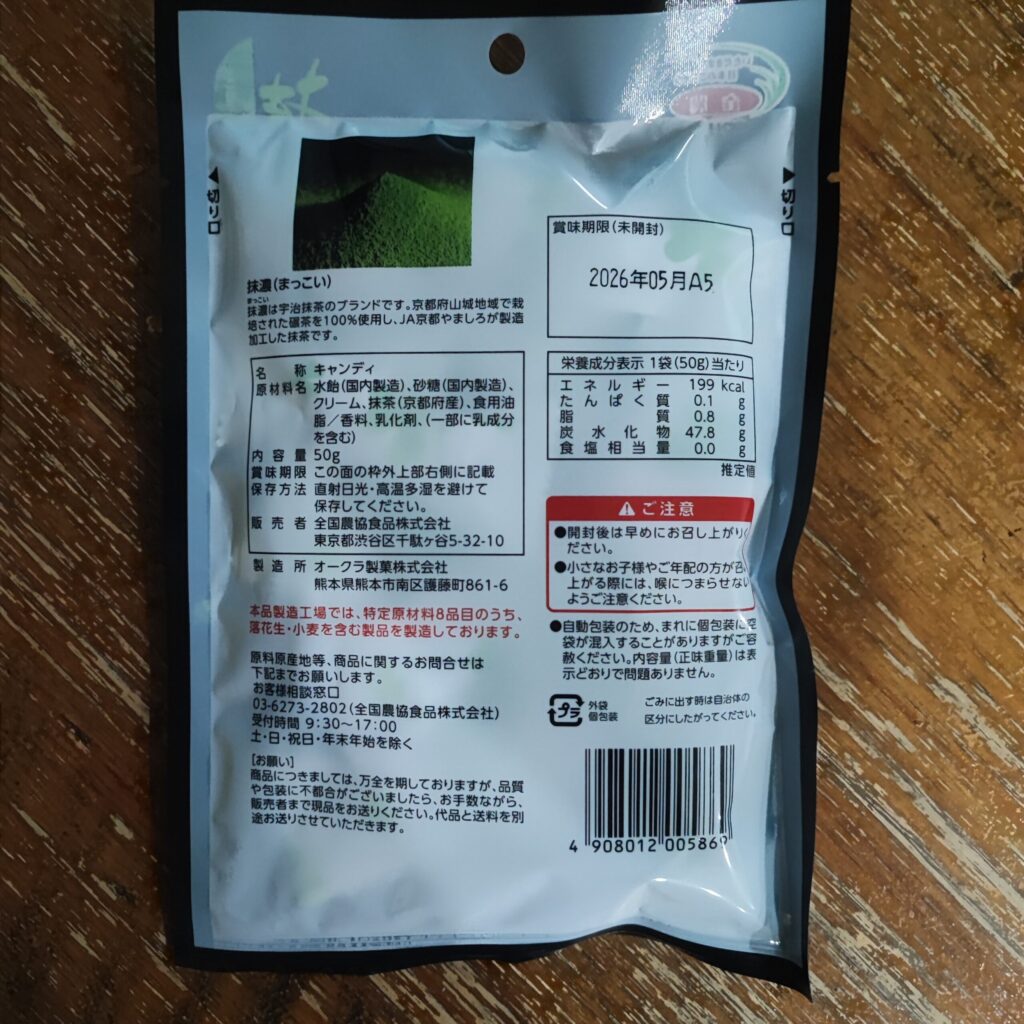 切り口
切り口
抹濃(まっこい)
まっこい
抹濃は宇治抹茶のブランドです。京都府山城地域で栽
培された碾茶を100%使用し、JA京都やましろが製造
加工した抹茶です。
名 称 キャンディ
原材料名 水飴(国内製造)、砂糖(国内製造)、
クリーム、抹茶(京都府産)、食用油
脂/香料、乳化剤、(一部に乳成分
を含む)
内容量 50g
賞味期限 この面の枠外上部右側に記載
保存方法 直射日光・高温多湿を避けて
保存してください。
販売者 全国農協食品株式会社
東京都渋谷区千駄ヶ谷5-32-10
製造所 オークラ製菓株式会社
熊本県熊本市南区護藤町861-6
本品製造工場では、特定原材料8品目のうち、
落花生・小麦を含む製品を製造しております。
原料原産地等、商品に関するお問合せは
下記までお願いします。
お客様相談窓口
03-6273-2802(全国農協食品株式会社)
受付時間 9:30〜17:00
土・日・祝日・年末年始を除く
[お願い]
商品につきましては、万全を期しておりますが、品質
や包装に不都合がございましたら、お手数ながら、
販売者まで現品をお送りください。代品と送料を別
途お送りさせていただきます。
賞味期限(未開封)
2026年05月A5
栄養成分表示 1袋(50g)当たり
エネルギー 199 kcal
たんぱく質 0.1 g
脂質 0.8 g
炭水化物 47.8 g
食塩相当量 0.0 g
推定値
ご注意
●開封後は早めにお召し上がりく
ださい。
●小さなお子様やご年配の方が召し
上がる際には、喉につまらせない
ようご注意ください。
●自動包装のため、まれに個包装に空
袋が混入することがありますがご容
赦ください。内容量(正味重量)は表
示どおりで問題ありません。
プラ
外袋
個包装
ごみに出す時は自治体の
区分にしたがってください。
4 908012 005869